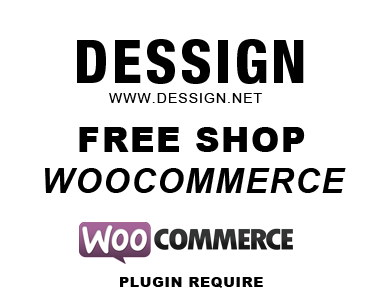 DESSIGN
WWW.DESSIGN.NET
FREE SHOP
WOOCOMMERCE
WOOCOMMERCE
PLUGIN REQUIRE